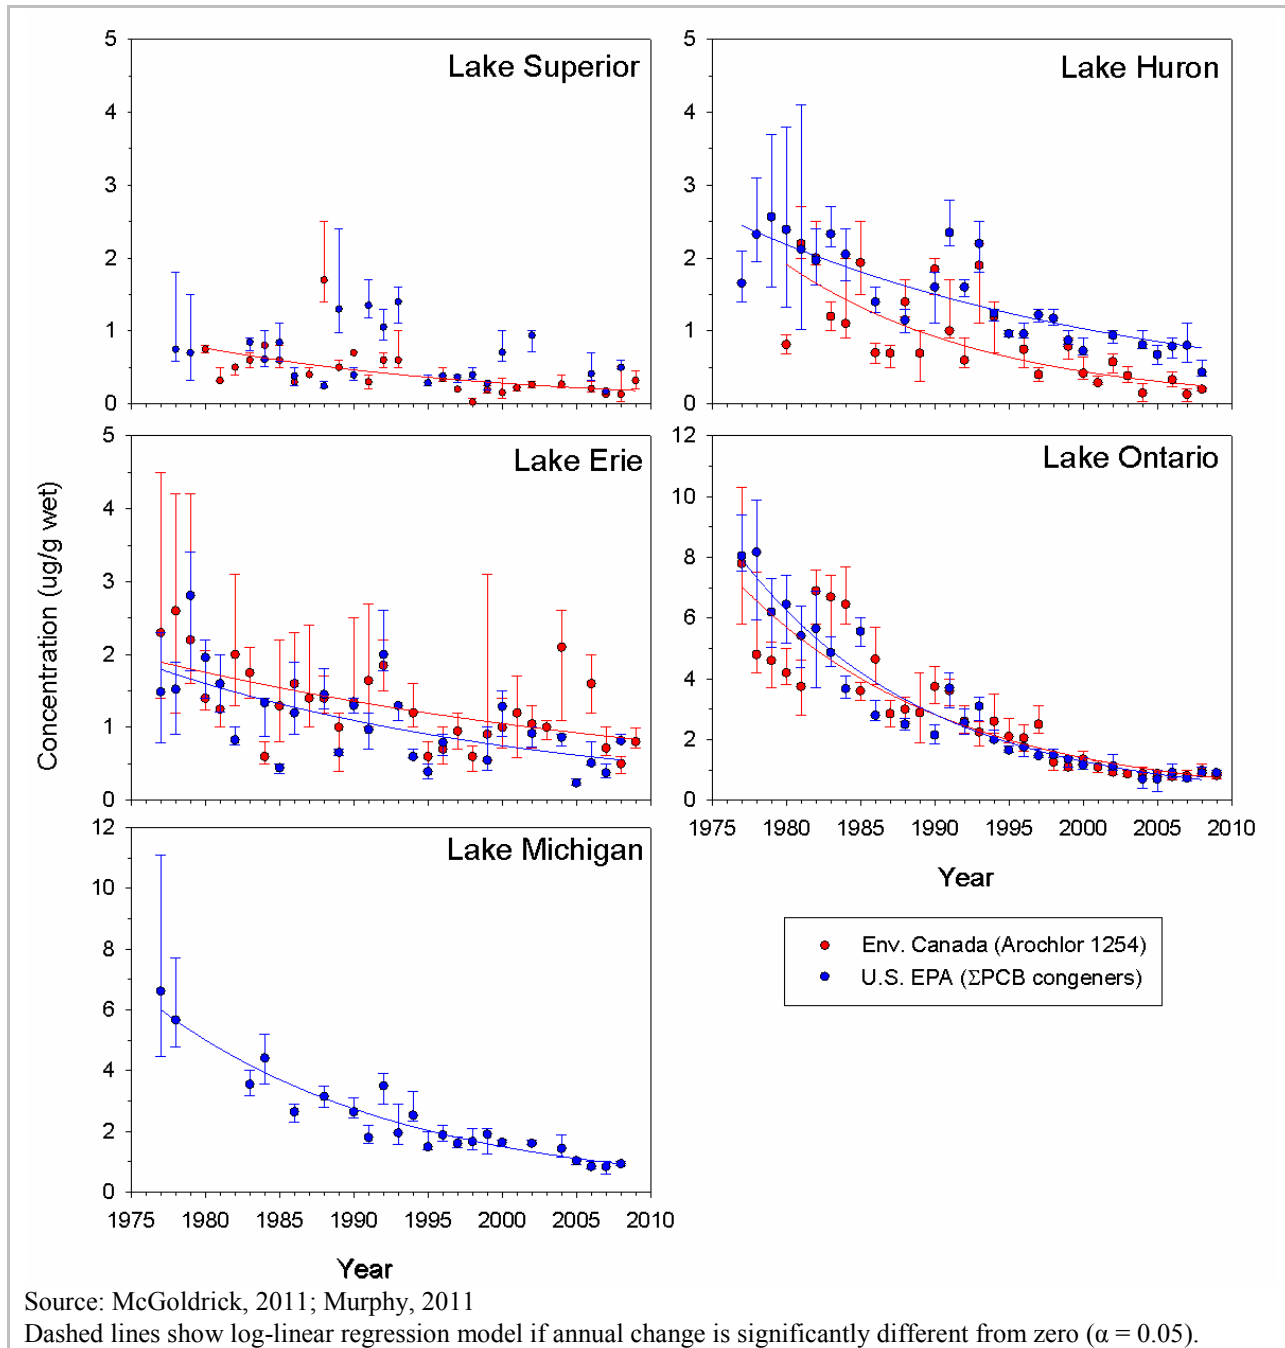 Lake Superior
5
4
3
2
1
0
Lake Huron
5
4
3
2
1
0
Concentration (ug/g wet)
Lake Erie
5
4
3
2
1
0
Lake Ontario
12
10
8
6
4
2
0
1975 1980 1985 1990 1995 2000 2005 2010
Year
Lake Michigan
12
10
8
6
4
2
0
1975 1980 1985 1990 1995 2000 2005 2010
Year
Env. Canada (Arochlor 1254)
U.S. EPA (ΣPCB congeners)
Source: McGoldrick, 2011; Murphy, 2011
Dashed lines show log-linear regression model if annual change is significantly different from zero (α = 0.05).